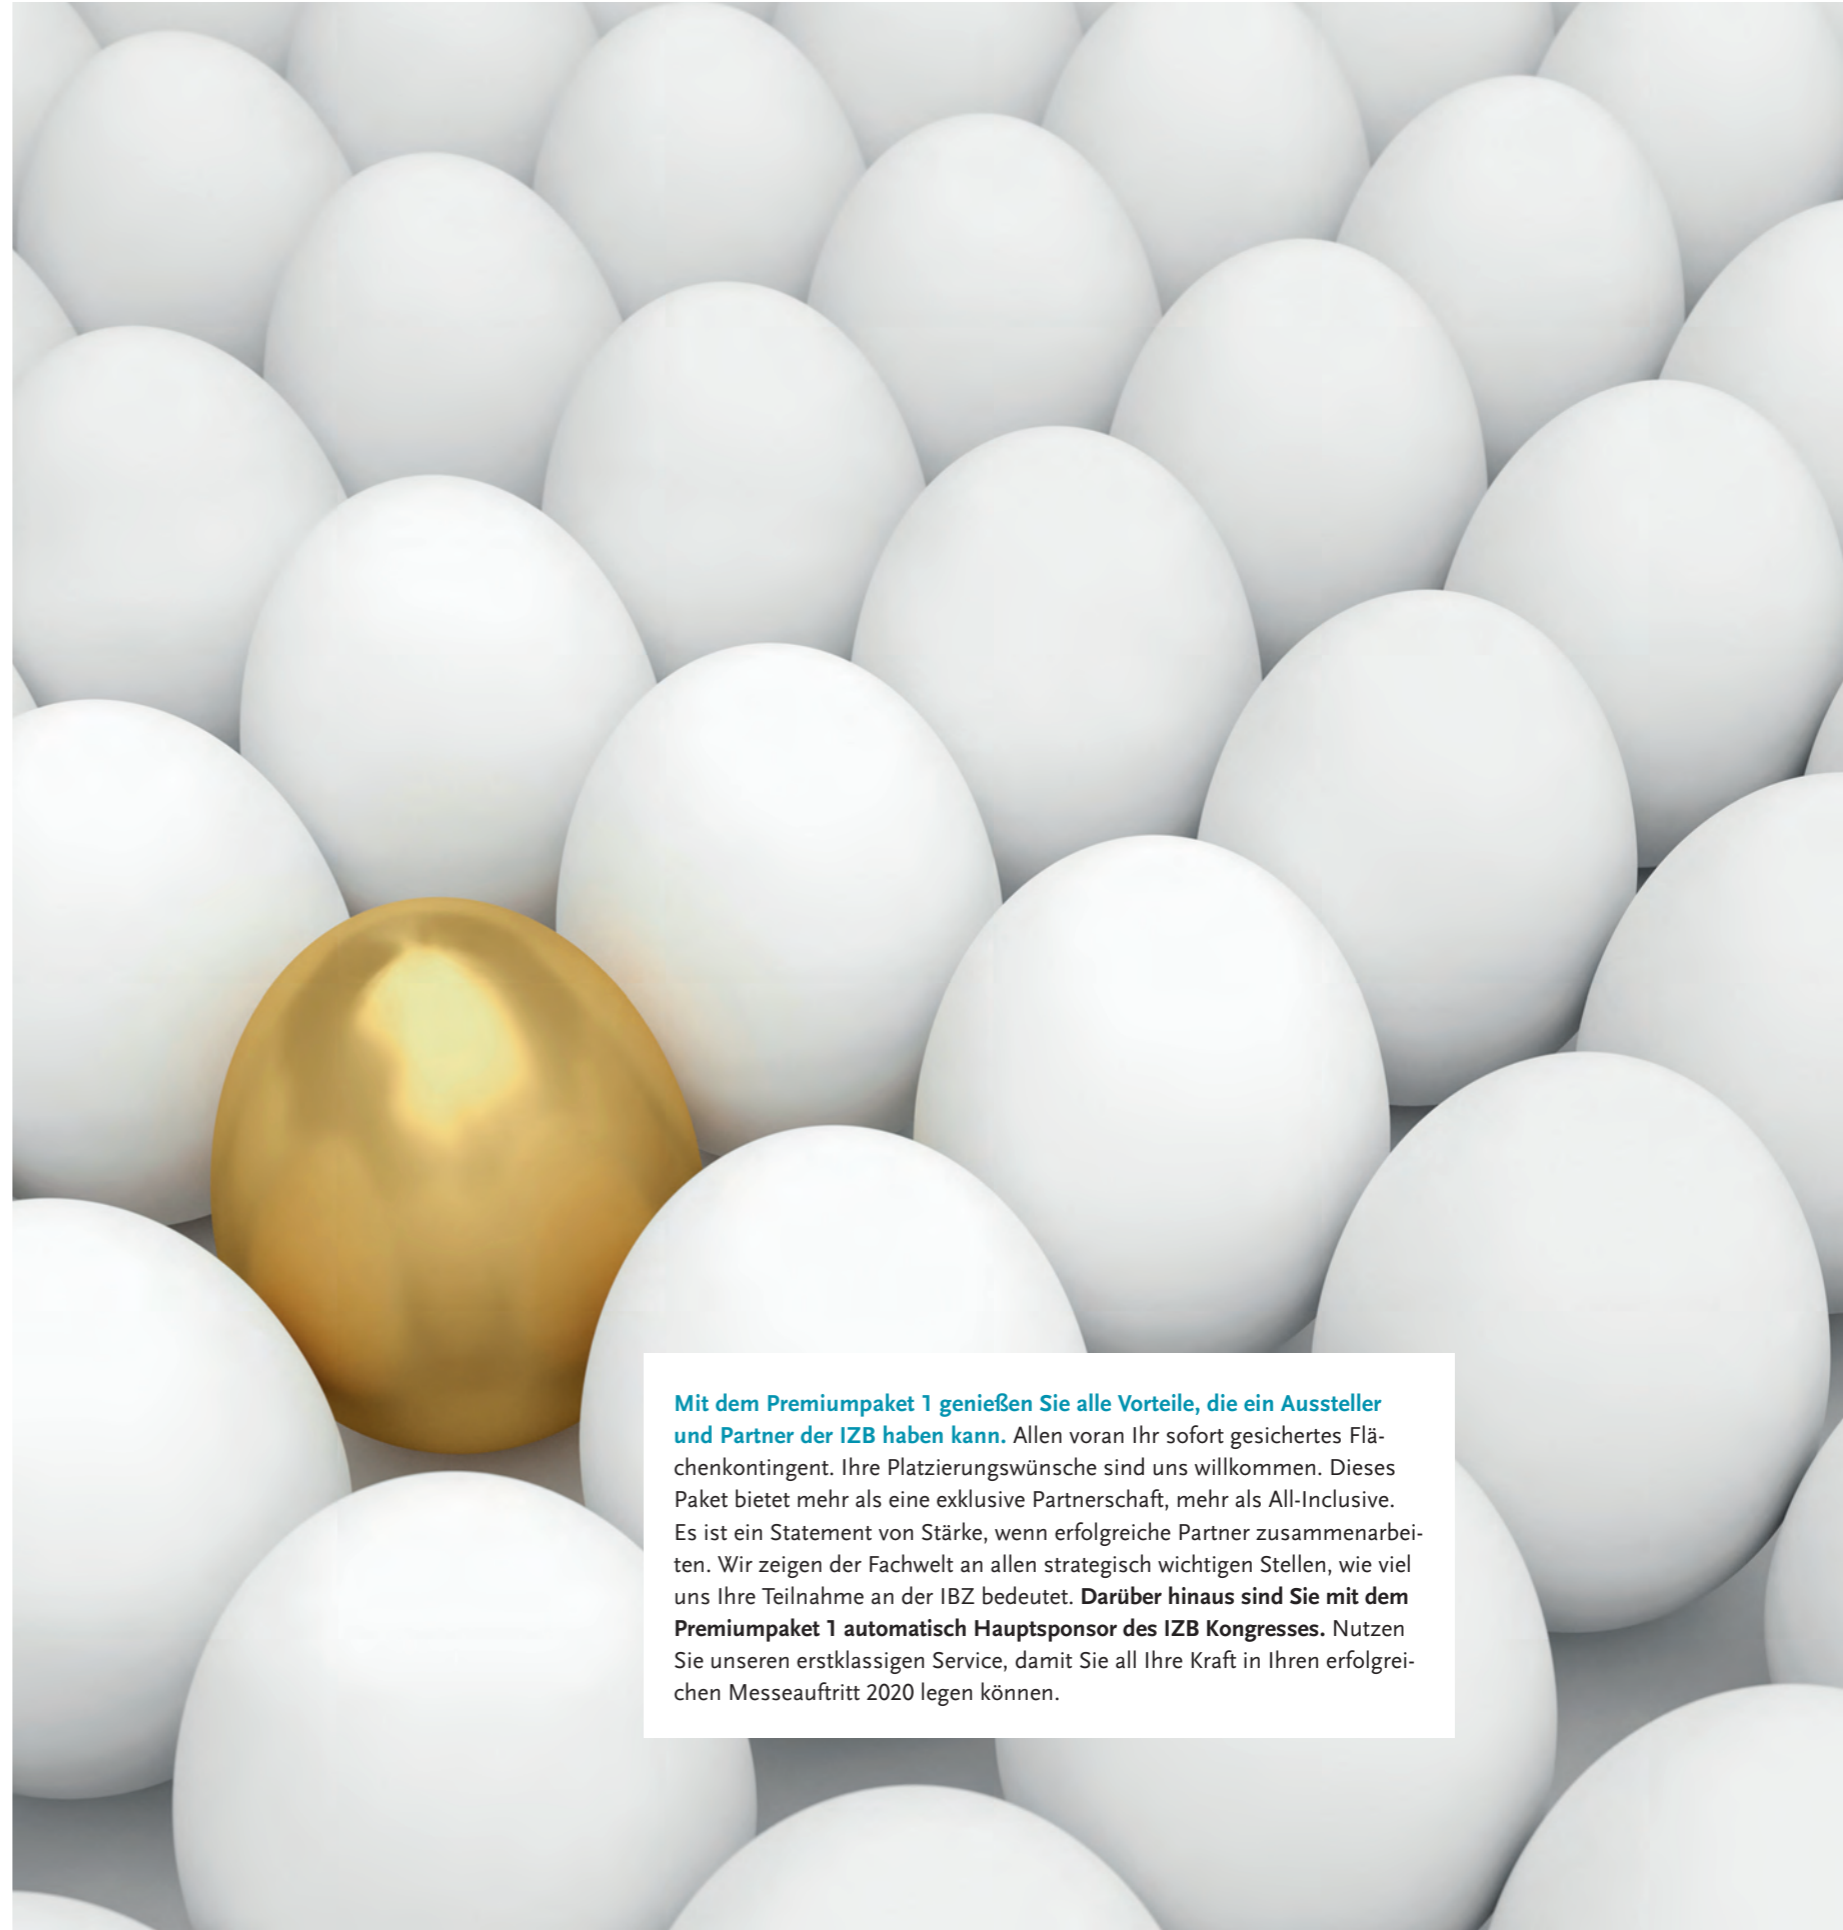 Mit dem Premiumpaket 1 genießen Sie alle Vorteile, die ein Aussteller
und Partner der IZB haben kann. Allen voran Ihr sofort gesichertes Flä-
chenkontingent. Ihre Platzierungswünsche sind uns willkommen. Dieses
Paket bietet mehr als eine exklusive Partnerschaft, mehr als All-Inclusive.
Es ist ein Statement von Stärke, wenn erfolgreiche Partner zusammenarbei-
ten. Wir zeigen der Fachwelt an allen strategisch wichtigen Stellen, wie viel
uns Ihre Teilnahme an der IBZ bedeutet. Darüber hinaus sind Sie mit dem
Premiumpaket 1 automatisch Hauptsponsor des IZB Kongresses. Nutzen
Sie unseren erstklassigen Service, damit Sie all Ihre Kraft in Ihren erfolgrei-
chen Messeauftritt 2020 legen können.